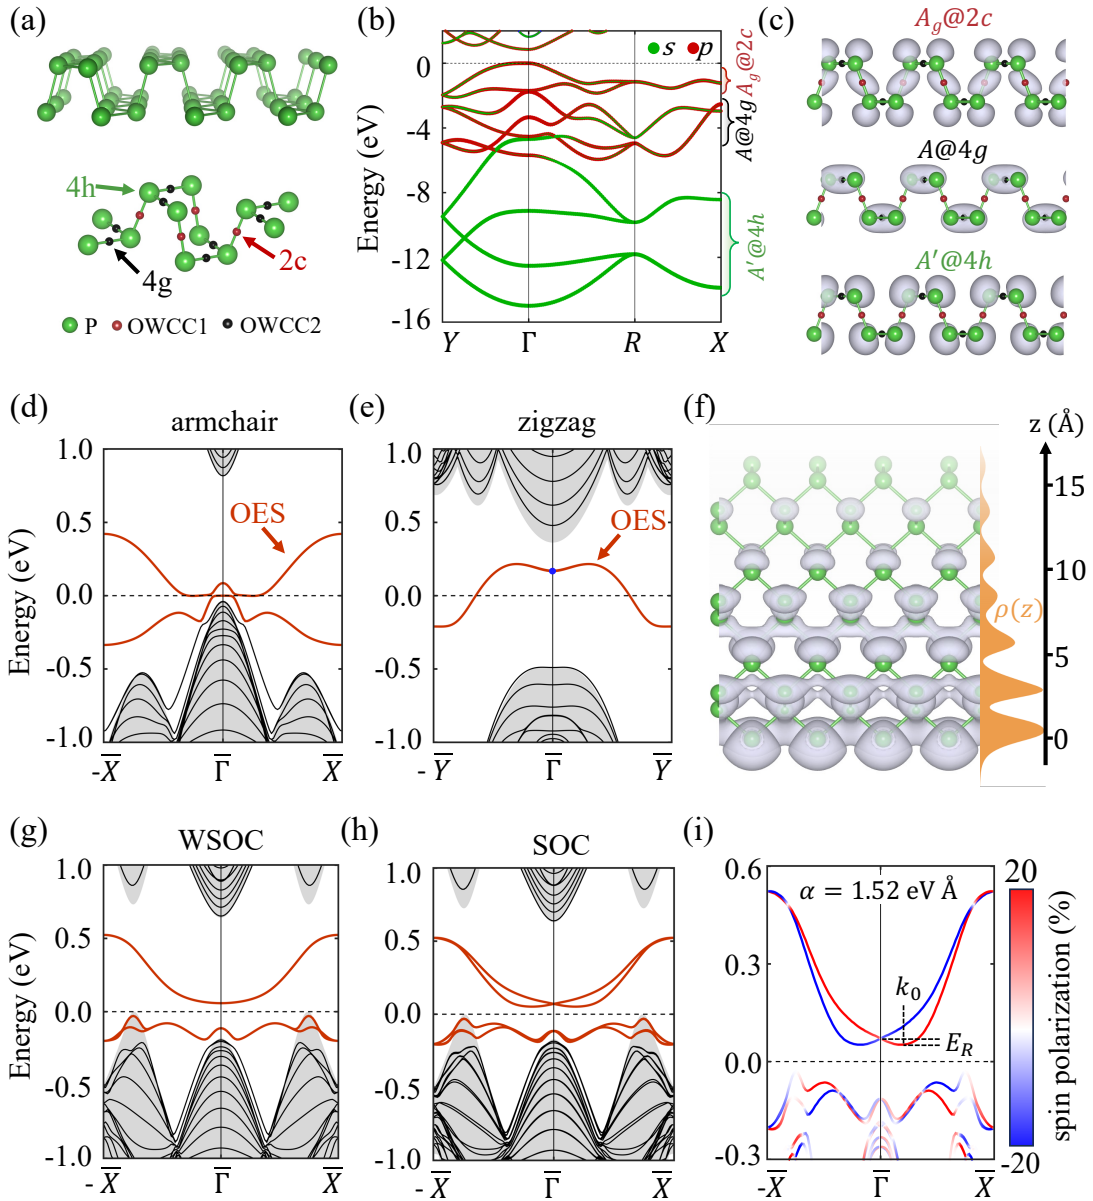 (a)
4h
4g
2c
P OWCC1 OWCC2
(b)
s p
Energy (eV)
0
-4
-8
-12
-16
Y Γ R X
A_g@2c
A@4g
A'@4h
(c)
A_g@2c
A@4g
A'@4h
(d) armchair
Energy (eV)
1.0
0.5
0.0
-0.5
-1.0
OES
-X̅ Γ̅ X̅
(e) zigzag
1.0
0.5
0.0
-0.5
-1.0
OES
-Y̅ Γ̅ Y̅
(f)
z (Å)
15
10
5
0
ρ(z)
(g) WSOC
Energy (eV)
1.0
0.5
0.0
-0.5
-1.0
-X̅ Γ̅ X̅
(h) SOC
1.0
0.5
0.0
-0.5
-1.0
-X̅ Γ̅ X̅
(i)
0.6
0.3
0.0
-0.3
α = 1.52 eV Å
k₀
E_R
-X̅ Γ̅ X̅
20
-20
spin polarization (%)